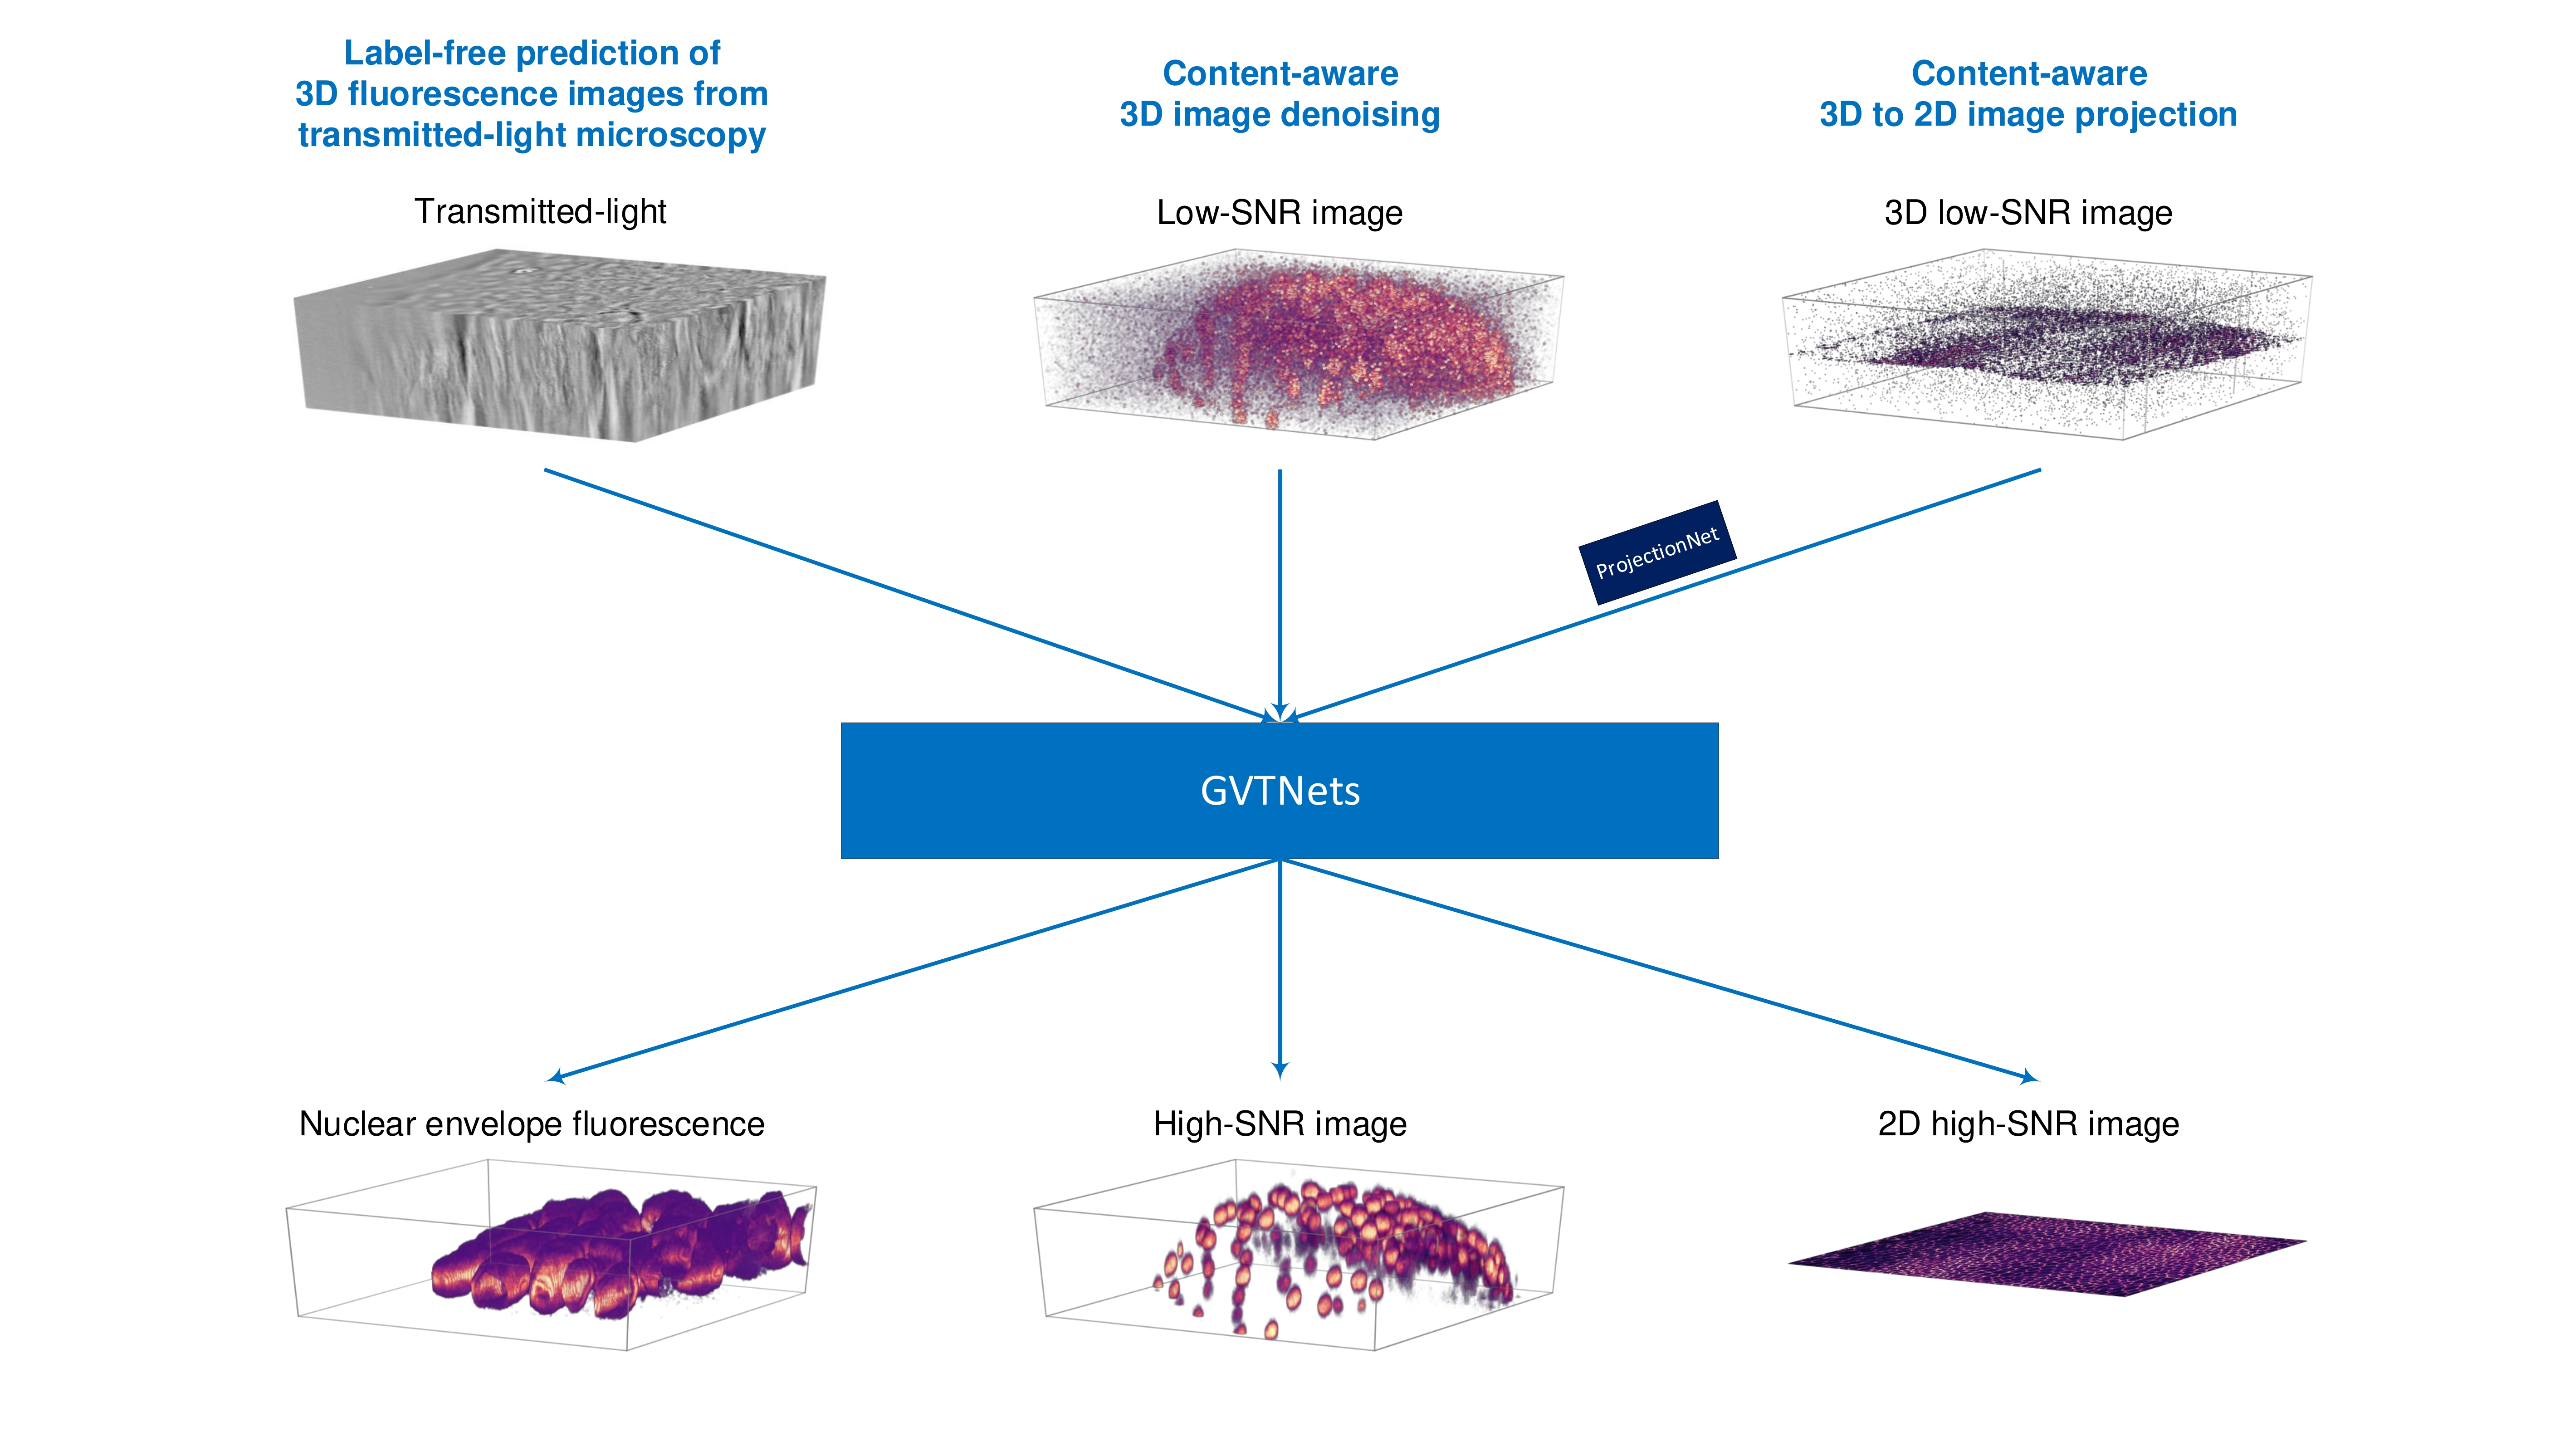 Label-free prediction of
3D fluorescence images from
transmitted-light microscopy
Content-aware
3D image denoising
Content-aware
3D to 2D image projection
Transmitted-light
Low-SNR image
3D low-SNR image
ProjectionNet
GVTNets
Nuclear envelope fluorescence
High-SNR image
2D high-SNR image